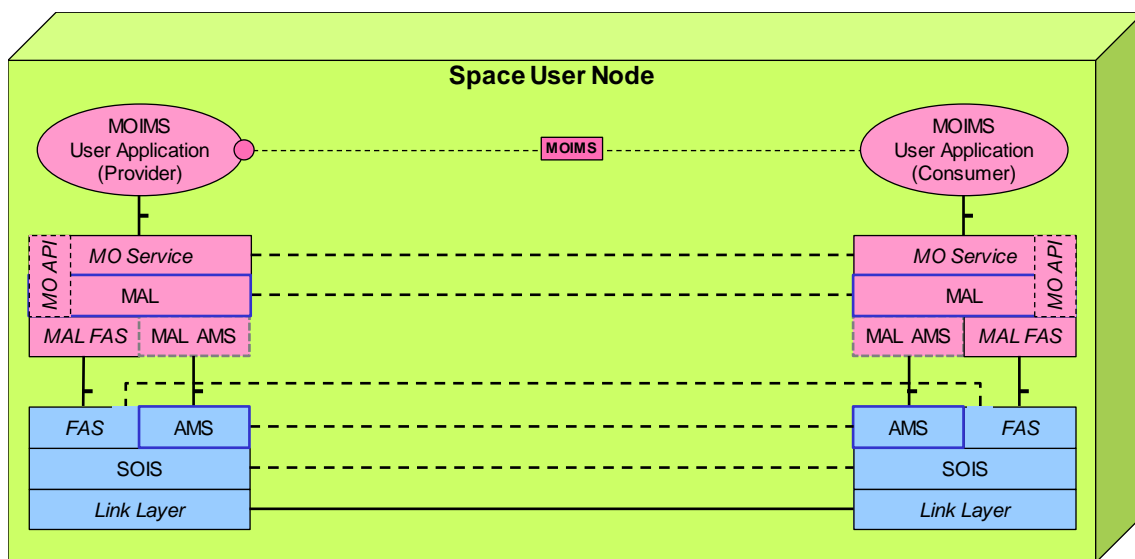 Space User Node
MOIMS
User Application
(Provider)
MOIMS
MOIMS
User Application
(Consumer)
MO API
MO Service
MO Service
MO API
MAL
MAL
MAL FAS
MAL AMS
MAL AMS
MAL FAS
FAS
AMS
AMS
FAS
SOIS
SOIS
Link Layer
Link Layer